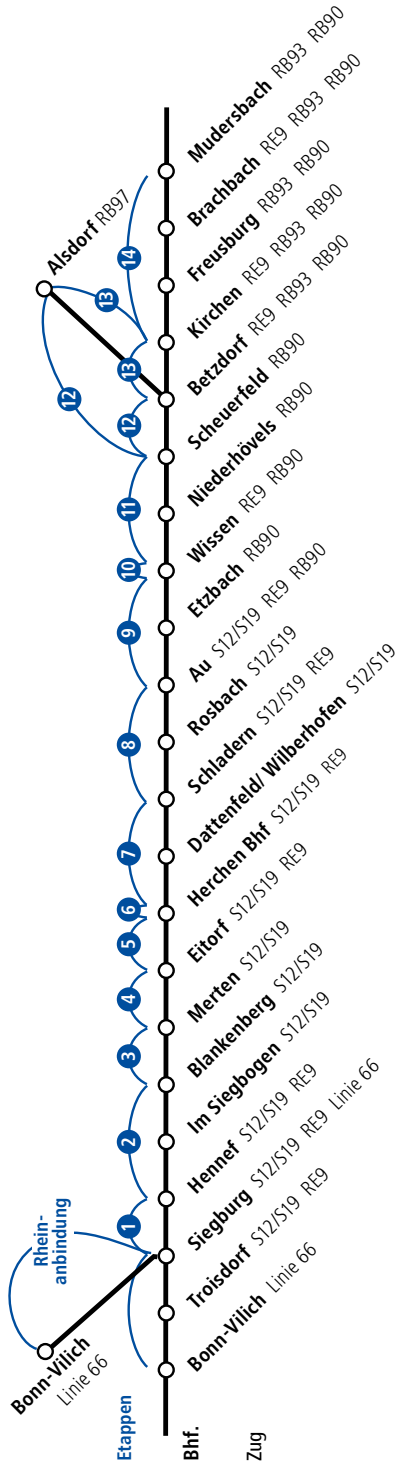 Bonn-Vilich
Linie 66
Rhein-
anbindung
Alsdorf RB97
Etappen
1
2
3
4
5
6
7
8
9
10
11
12
12
13
13
14
Bhf.
Zug
Bonn-Vilich Linie 66
Troisdorf S12/S19 RE9
Siegburg S12/S19 RE9 Linie 66
Hennef S12/S19 RE9
Im Siegbogen S12/S19
Blankenberg S12/S19
Merten S12/S19
Eitorf S12/S19 RE9
Herchen Bhf S12/S19 RE9
Dattenfeld/ Wilberhofen S12/S19
Schladern S12/S19 RE9
Rosbach S12/S19
Au S12/S19 RE9 RB90
Etzbach RB90
Wissen RE9 RB90
Niederhövels RB90
Scheuerfeld RB90
Betzdorf RE9 RB93 RB90
Kirchen RE9 RB93 RB90
Freusburg RB93 RB90
Brachbach RE9 RB93 RB90
Mudersbach RB93 RB90